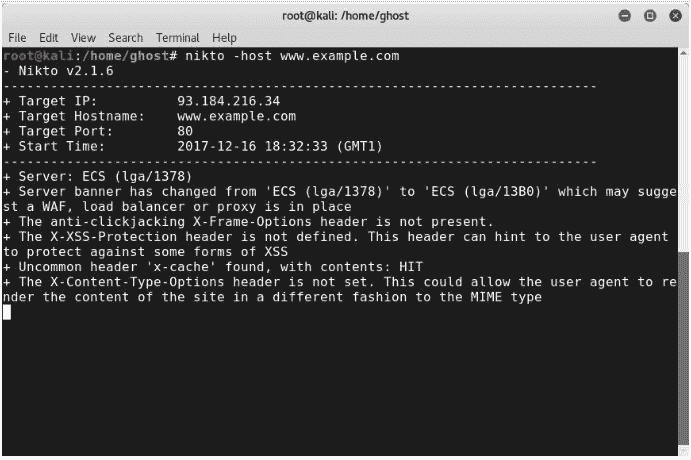 root@kali: /home/ghost
File Edit View Search Terminal Help
root@kali:/home/ghost# nikto -host www.example.com
- Nikto v2.1.6
---------------------------------------------------------------------------
+ Target IP:          93.184.216.34
+ Target Hostname:    www.example.com
+ Target Port:        80
+ Start Time:         2017-12-16 18:32:33 (GMT1)
---------------------------------------------------------------------------
+ Server: ECS (lga/1378)
+ Server banner has changed from 'ECS (lga/1378)' to 'ECS (lga/13B0)' which may sugge
st a WAF, load balancer or proxy is in place
+ The anti-clickjacking X-Frame-Options header is not present.
+ The X-XSS-Protection header is not defined. This header can hint to the user agent
to protect against some forms of XSS
+ Uncommon header 'x-cache' found, with contents: HIT
+ The X-Content-Type-Options header is not set. This could allow the user agent to re
nder the content of the site in a different fashion to the MIME type